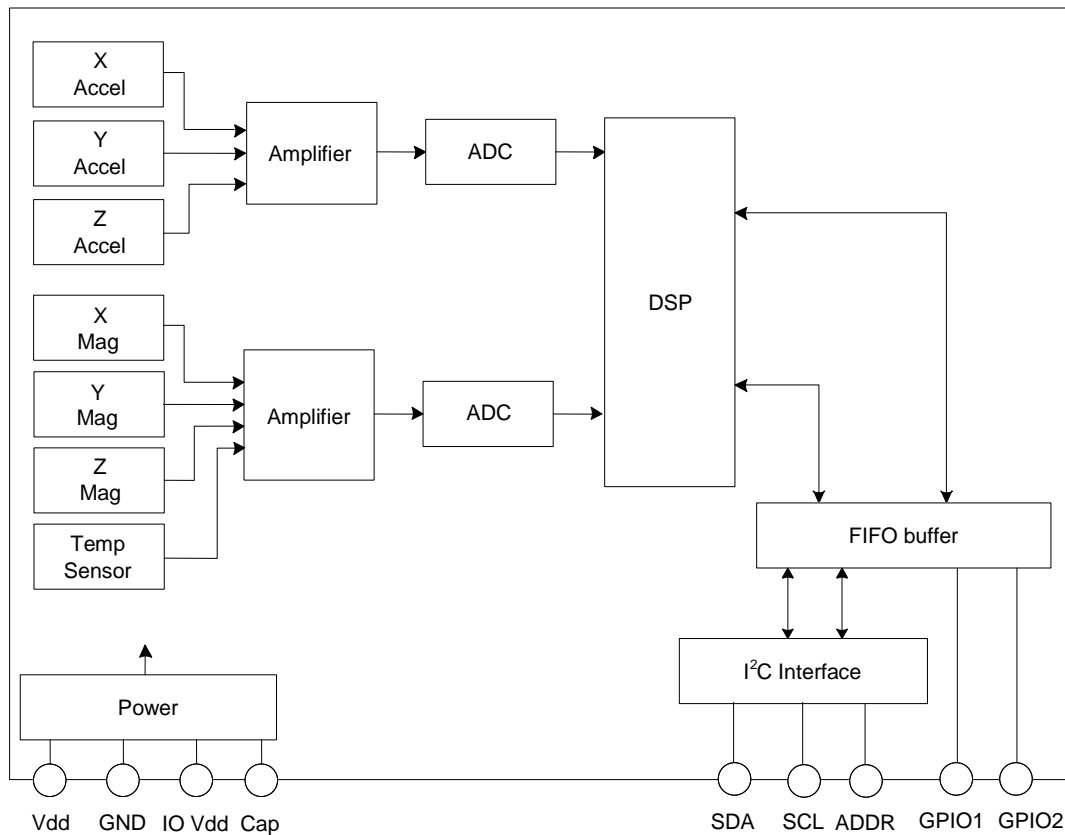 X
Accel
Y
Accel
Z
Accel
Amplifier
ADC
DSP
X
Mag
Y
Mag
Z
Mag
Temp
Sensor
Amplifier
ADC
FIFO buffer
I²C Interface
Power
Vdd
GND
IO Vdd
Cap
SDA
SCL
ADDR
GPIO1
GPIO2